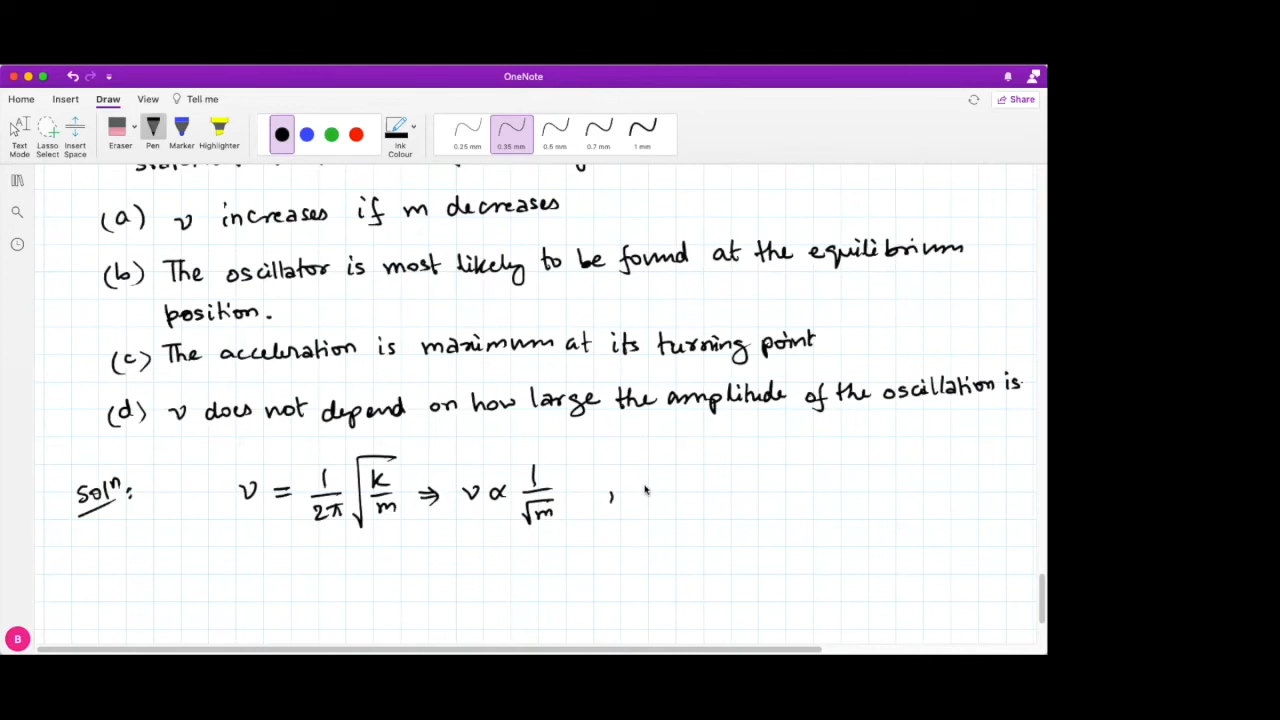 OneNote
Home Insert Draw View Tell me Share
Text Mode Lasso Select Insert Space Eraser Pen Marker Highlighter Ink Colour 0.25 mm 0.35 mm 0.5 mm 0.7 mm 1 mm
(a) ν increases if m decreases
(b) The oscillator is most likely to be found at the equilibrium
position.
(c) The acceleration is maximum at its turning point
(d) ν does not depend on how large the amplitude of the oscillation is.
Solⁿ: ν = 1/2π √(k/m) ⇒ ν ∝ 1/√m ,
B